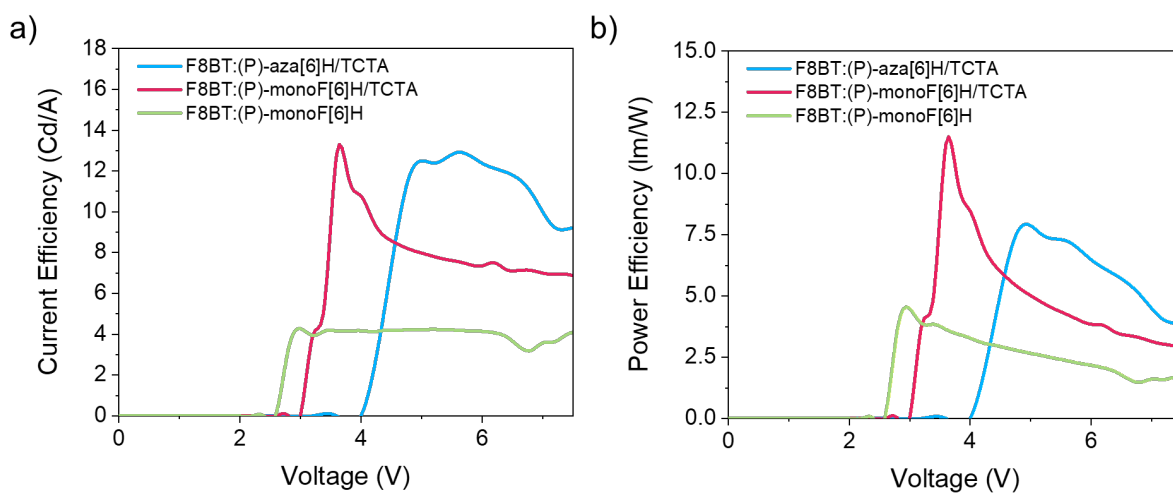 a)
18
16
14
12
10
8
6
4
2
0
Current Efficiency (Cd/A)
F8BT:(P)-aza[6]H/TCTA
F8BT:(P)-monoF[6]H/TCTA
F8BT:(P)-monoF[6]H
0 2 4 6
Voltage (V)
b)
15.0
12.5
10.0
7.5
5.0
2.5
0.0
Power Efficiency (lm/W)
F8BT:(P)-aza[6]H/TCTA
F8BT:(P)-monoF[6]H/TCTA
F8BT:(P)-monoF[6]H
0 2 4 6
Voltage (V)